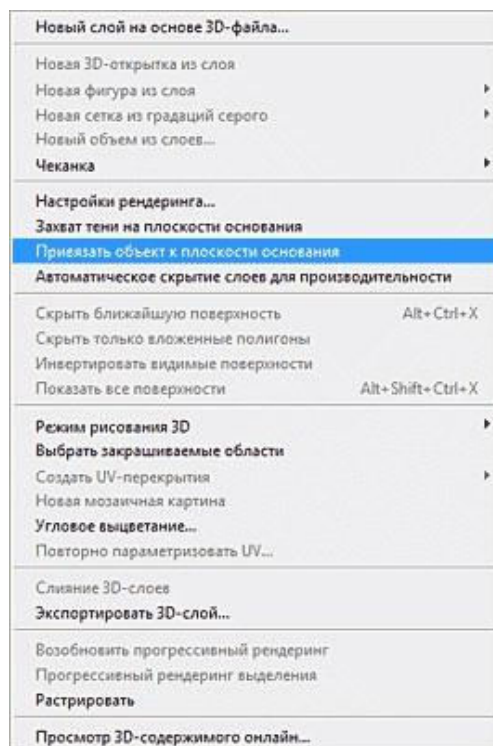 Новый слой на основе 3D-файла...
Новая 3D-открытка из слоя
Новая фигура из слоя
Новая сетка из градаций серого
Новый объем из слоев...
Чеканка
Настройки рендеринга...
Захват тени на плоскости основания
Привязать объект к плоскости основания
Автоматическое скрытие слоев для производительности
Скрыть ближайшую поверхность Alt+Ctrl+X
Скрыть только вложенные полигоны
Инвертировать видимые поверхности
Показать все поверхности Alt+Shift+Ctrl+X
Режим рисования 3D
Выбрать закрашиваемые области
Создать UV-перекрытия
Новая мозаичная картина
Угловое выцветание...
Повторно параметризовать UV...
Слияние 3D-слоев
Экспортировать 3D-слой...
Возобновить прогрессивный рендеринг
Прогрессивный рендеринг выделения
Растрировать
Просмотр 3D-содержимого онлайн...